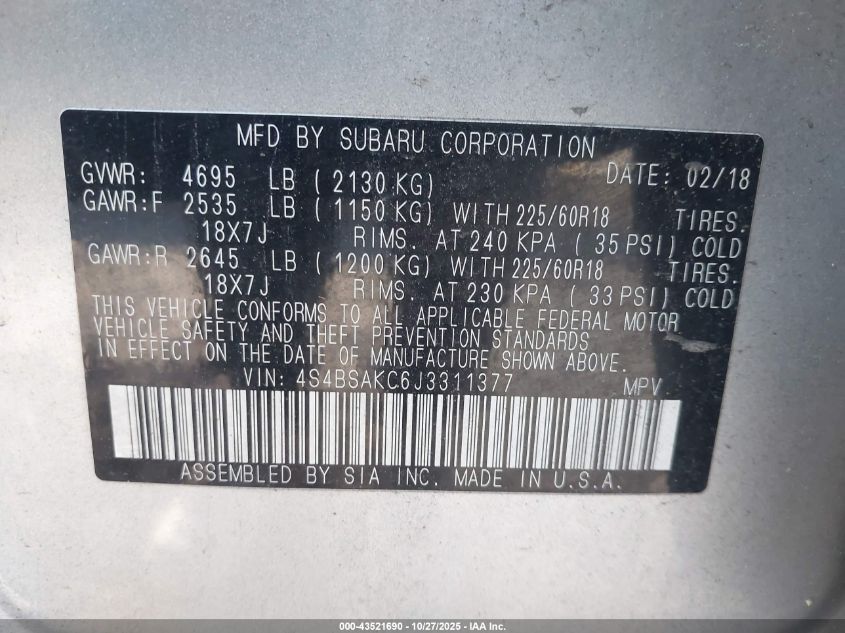 MFD BY SUBARU CORPORATION
GVWR: 4695 LB ( 2130 KG) DATE: 02/18
GAWR:F 2535 LB ( 1150 KG) WITH 225/60R18 TIRES.
18X7J RIMS. AT 240 KPA ( 35 PSI) COLD
GAWR:R 2645 LB ( 1200 KG) WITH 225/60R18 TIRES.
18X7J RIMS. AT 230 KPA ( 33 PSI) COLD
THIS VEHICLE CONFORMS TO ALL APPLICABLE FEDERAL MOTOR
VEHICLE SAFETY AND THEFT PREVENTION STANDARDS
IN EFFECT ON THE DATE OF MANUFACTURE SHOWN ABOVE.
VIN: 4S4BSAKC6J3311377 MPV
ASSEMBLED BY SIA INC. MADE IN U.S.A.
000-43521690 - 10/27/2025 - IAA Inc.